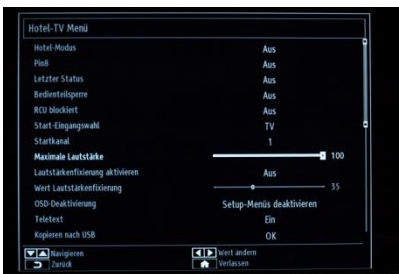 Hotel-TV Menü
Hotel-Modus Aus
Pin8 Aus
Letzter Status Aus
Bedienteilsperre Aus
RCU blockiert Aus
Start-Eingangswahl TV
Startkanal 1
Maximale Lautstärke 100
Lautstärkenfixierung aktivieren Aus
Wert Lautstärkenfixierung 35
OSD-Deaktivierung Setup-Menüs deaktivieren
Teletext Ein
Kopieren nach USB OK
Navigieren Wert ändern
Zurück Verlassen